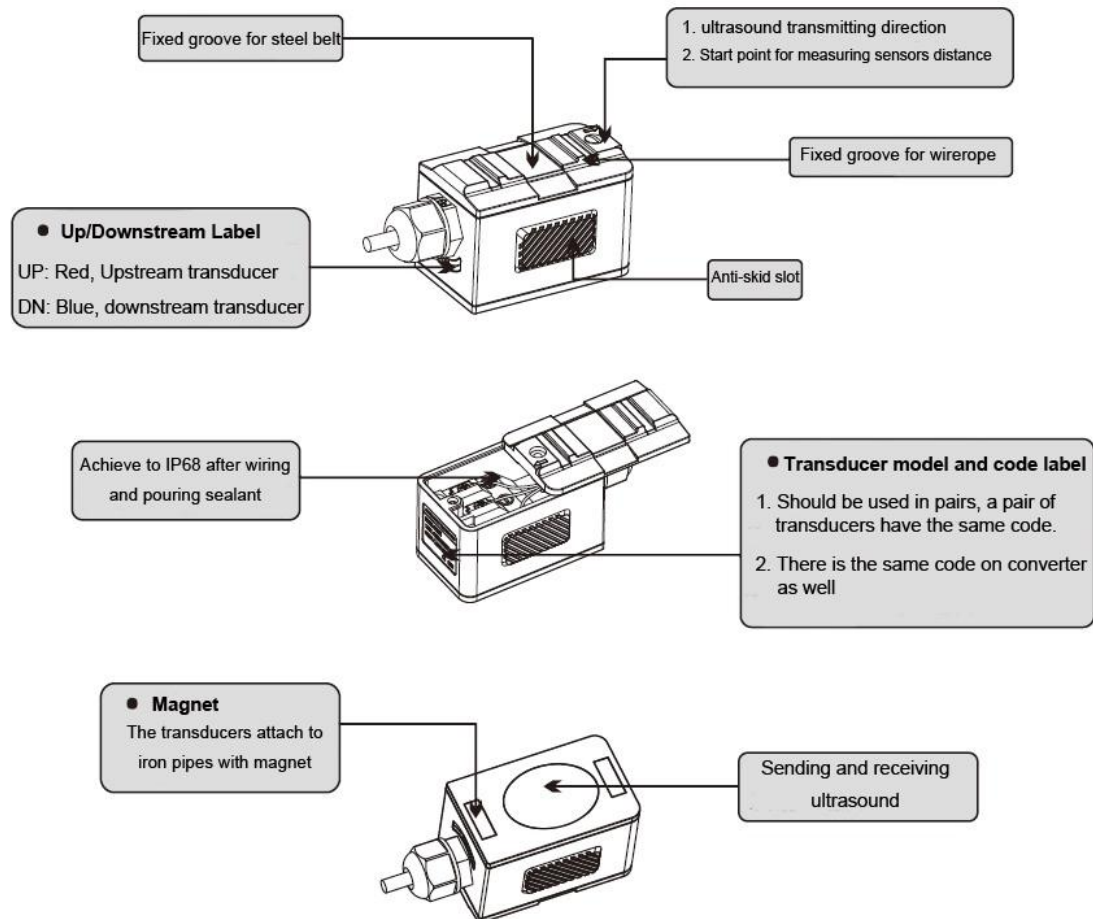 Fixed groove for steel belt
1. ultrasound transmitting direction
2. Start point for measuring sensors distance
Fixed groove for wirerope
● Up/Downstream Label
UP: Red, Upstream transducer
DN: Blue, downstream transducer
Anti-skid slot
Achieve to IP68 after wiring
and pouring sealant
● Transducer model and code label
1. Should be used in pairs, a pair of
transducers have the same code.
2. There is the same code on converter
as well
● Magnet
The transducers attach to
iron pipes with magnet
Sending and receiving
ultrasound